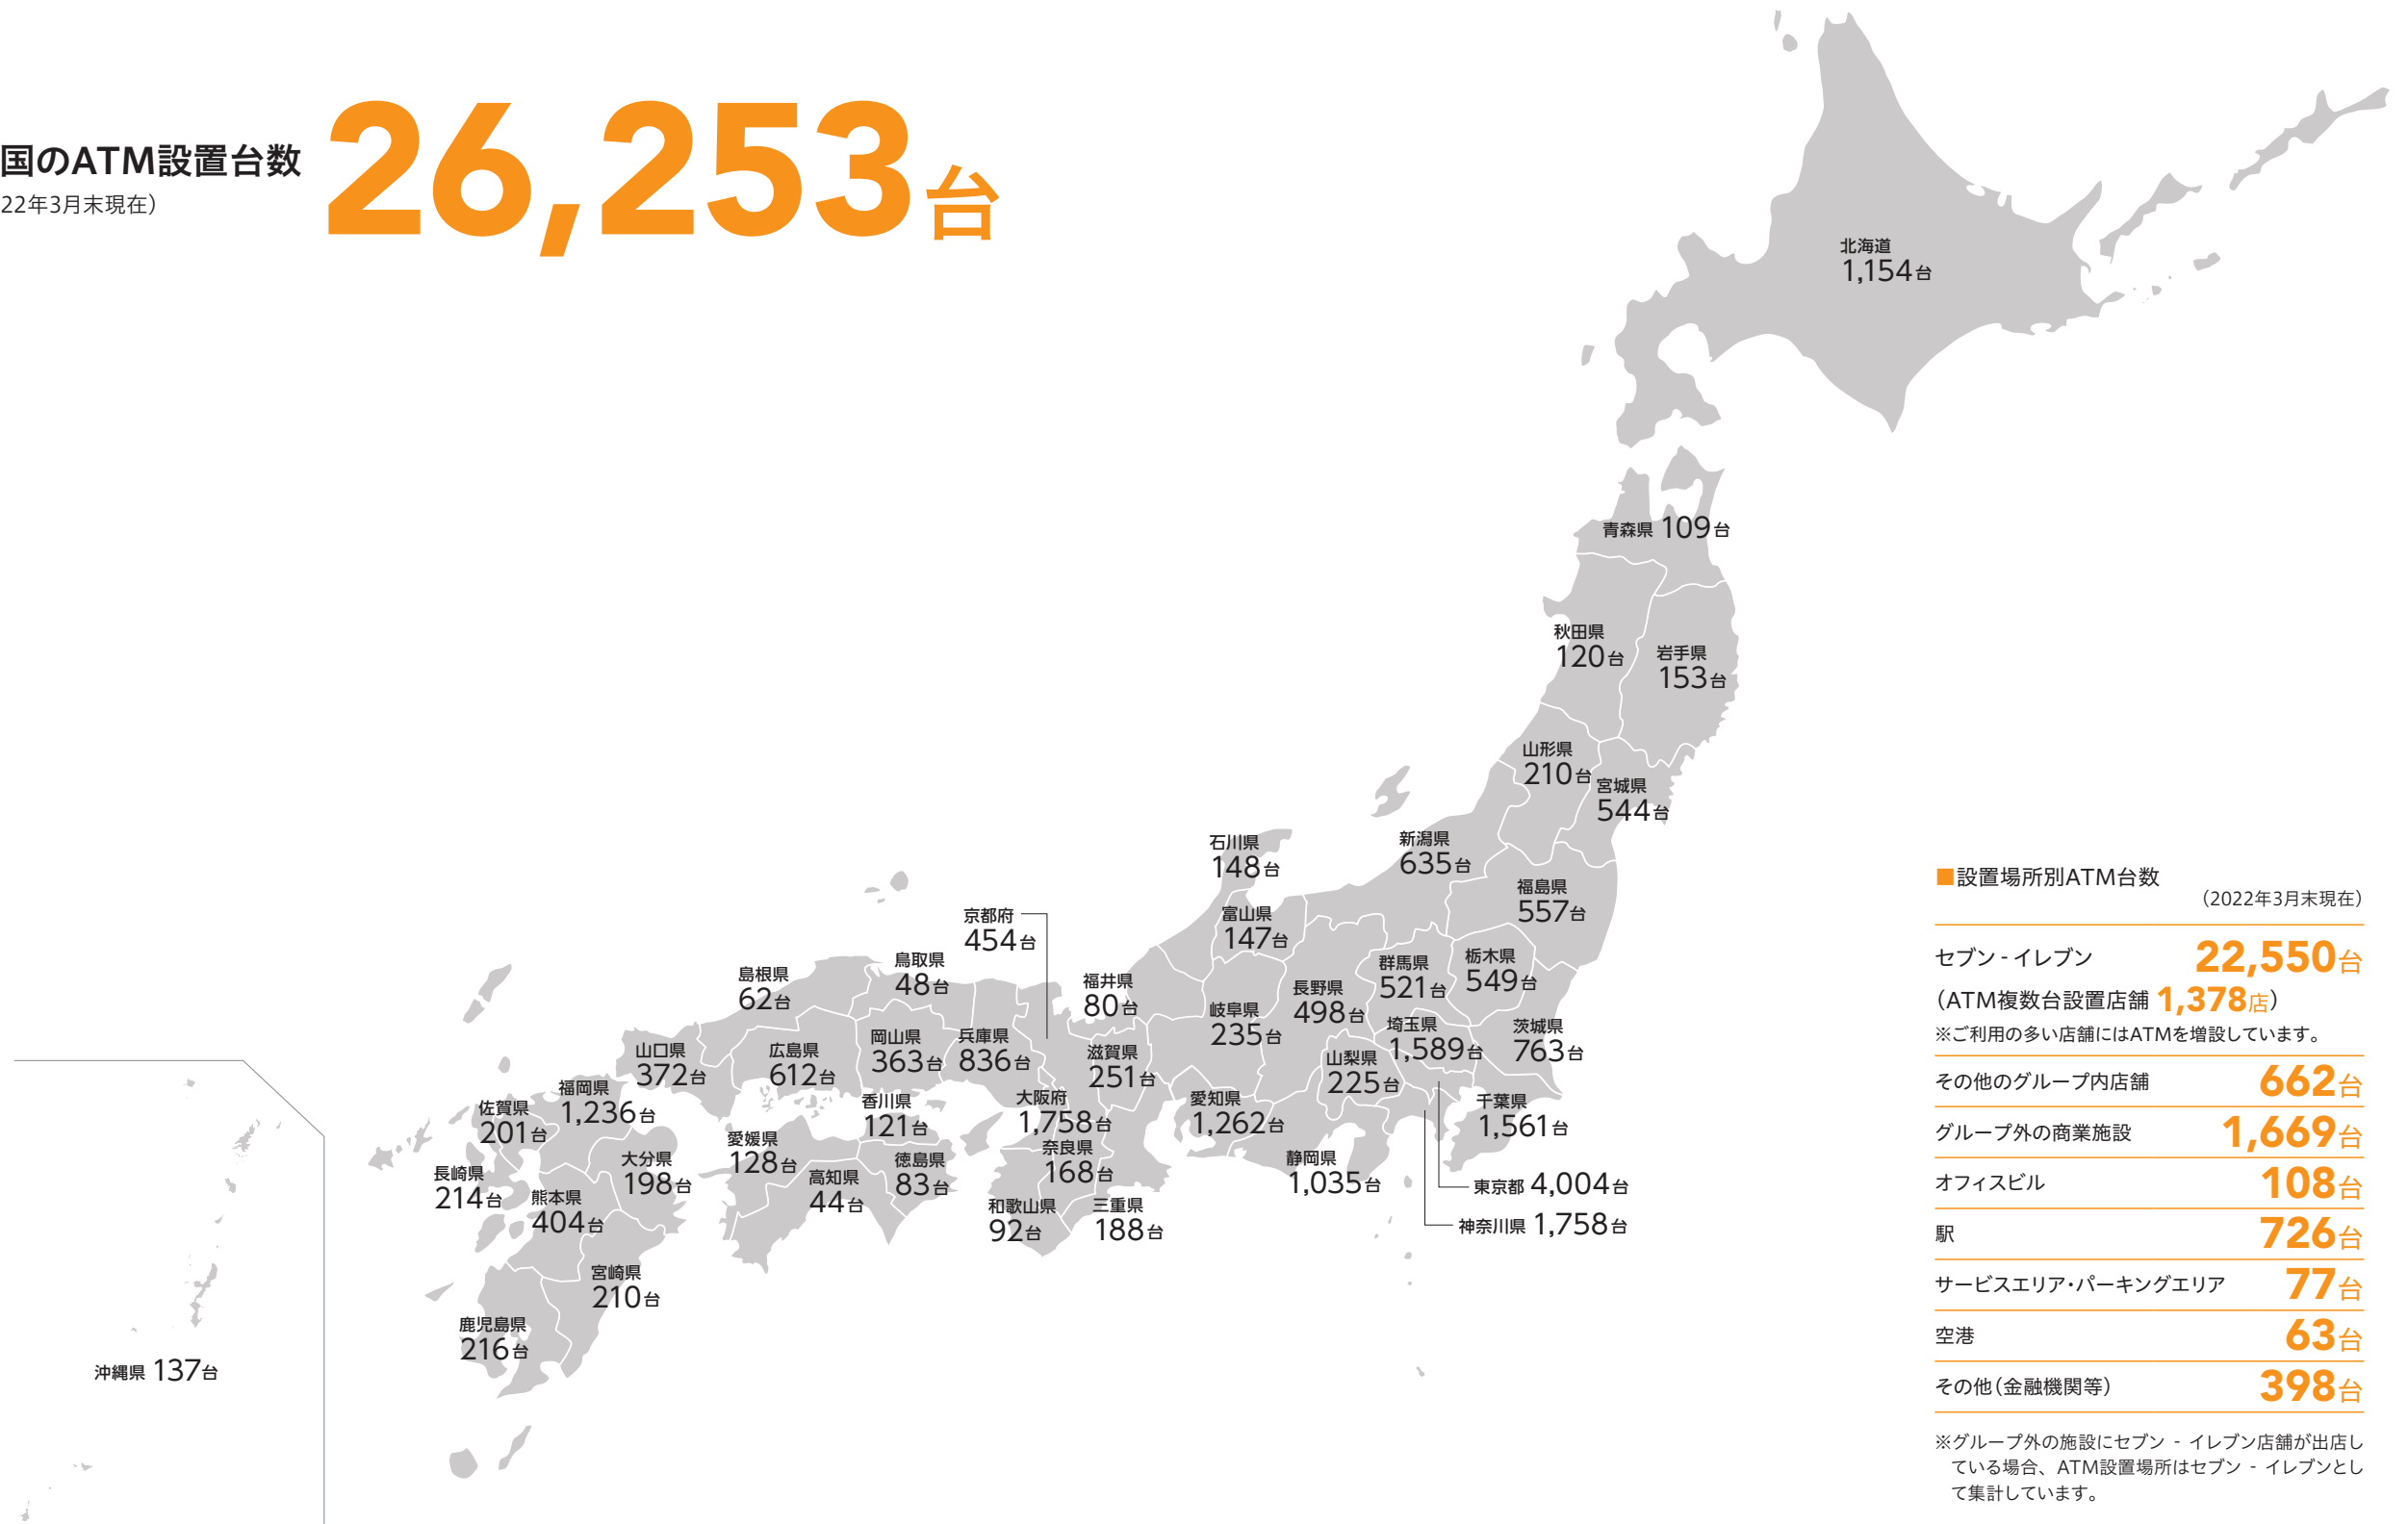 国のATM設置台数
22年3月末現在）
26,253台
北海道
1,154台
青森県 109台
秋田県
120台
岩手県
153台
山形県
210台
宮城県
544台
新潟県
635台
福島県
557台
石川県
148台
富山県
147台
福井県
80台
京都府
454台
鳥取県
48台
島根県
62台
岡山県
363台
兵庫県
836台
広島県
612台
山口県
372台
滋賀県
251台
岐阜県
235台
長野県
498台
群馬県
521台
栃木県
549台
茨城県
763台
埼玉県
1,589台
山梨県
225台
千葉県
1,561台
東京都 4,004台
神奈川県 1,758台
静岡県
1,035台
愛知県
1,262台
大阪府
1,758台
奈良県
168台
和歌山県
92台
三重県
188台
香川県
121台
徳島県
83台
愛媛県
128台
高知県
44台
福岡県
1,236台
佐賀県
201台
長崎県
214台
大分県
198台
熊本県
404台
宮崎県
210台
鹿児島県
216台
沖縄県 137台
■設置場所別ATM台数
（2022年3月末現在）
セブン‐イレブン 22,550台
（ATM複数台設置店舗 1,378店）
※ご利用の多い店舗にはATMを増設しています。
その他のグループ内店舗 662台
グループ外の商業施設 1,669台
オフィスビル 108台
駅 726台
サービスエリア・パーキングエリア 77台
空港 63台
その他（金融機関等） 398台
※グループ外の施設にセブン‐イレブン店舗が出店し
ている場合、ATM設置場所はセブン‐イレブンとし
て集計しています。